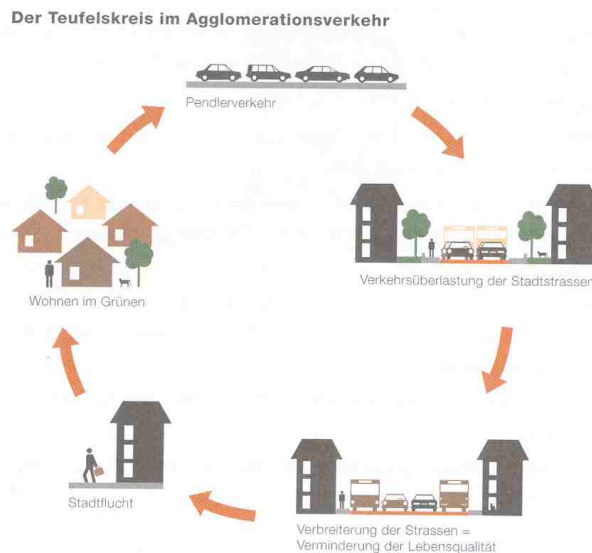 Der Teufelskreis im Agglomerationsverkehr
Pendlerverkehr
Verkehrsüberlastung der Stadtstrassen
Verbreiterung der Strassen =
Verminderung der Lebensqualität
Stadtflucht
Wohnen im Grünen